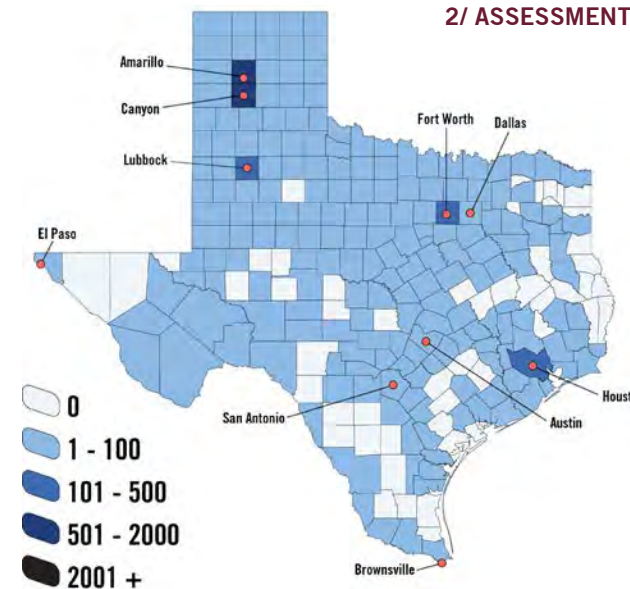 2/ ASSESSMENT
Amarillo
Canyon
Fort Worth
Dallas
Lubbock
El Paso
0
1 - 100
101 - 500
501 - 2000
2001 +
San Antonio
Houst
Austin
Brownsville